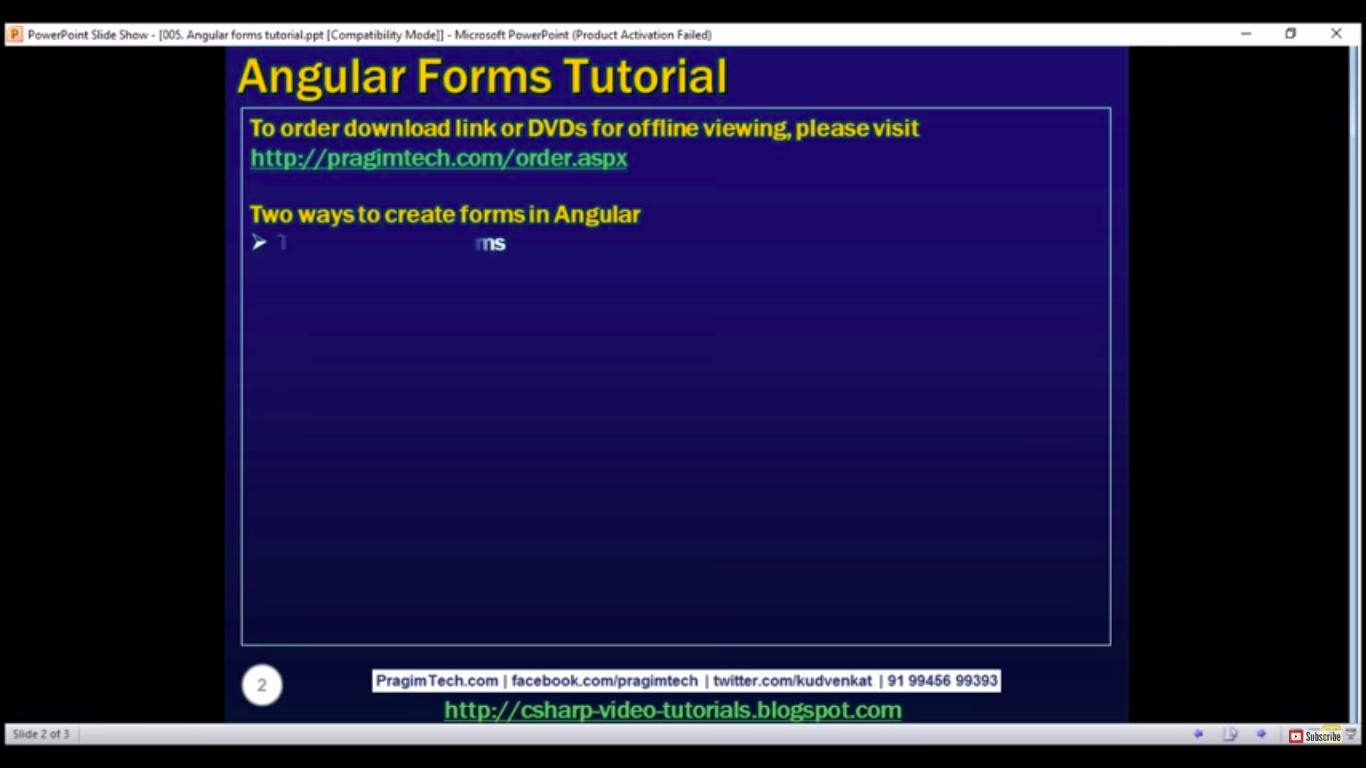 PowerPoint Slide Show - [005. Angular forms tutorial.ppt [Compatibility Mode]] - Microsoft PowerPoint (Product Activation Failed)
Angular Forms Tutorial
To order download link or DVDs for offline viewing, please visit
http://pragimtech.com/order.aspx
Two ways to create forms in Angular
ms
2
PragimTech.com | facebook.com/pragimtech | twitter.com/kudvenkat | 91 99456 99393
http://csharp-video-tutorials.blogspot.com
Slide 2 of 3
Subscribe